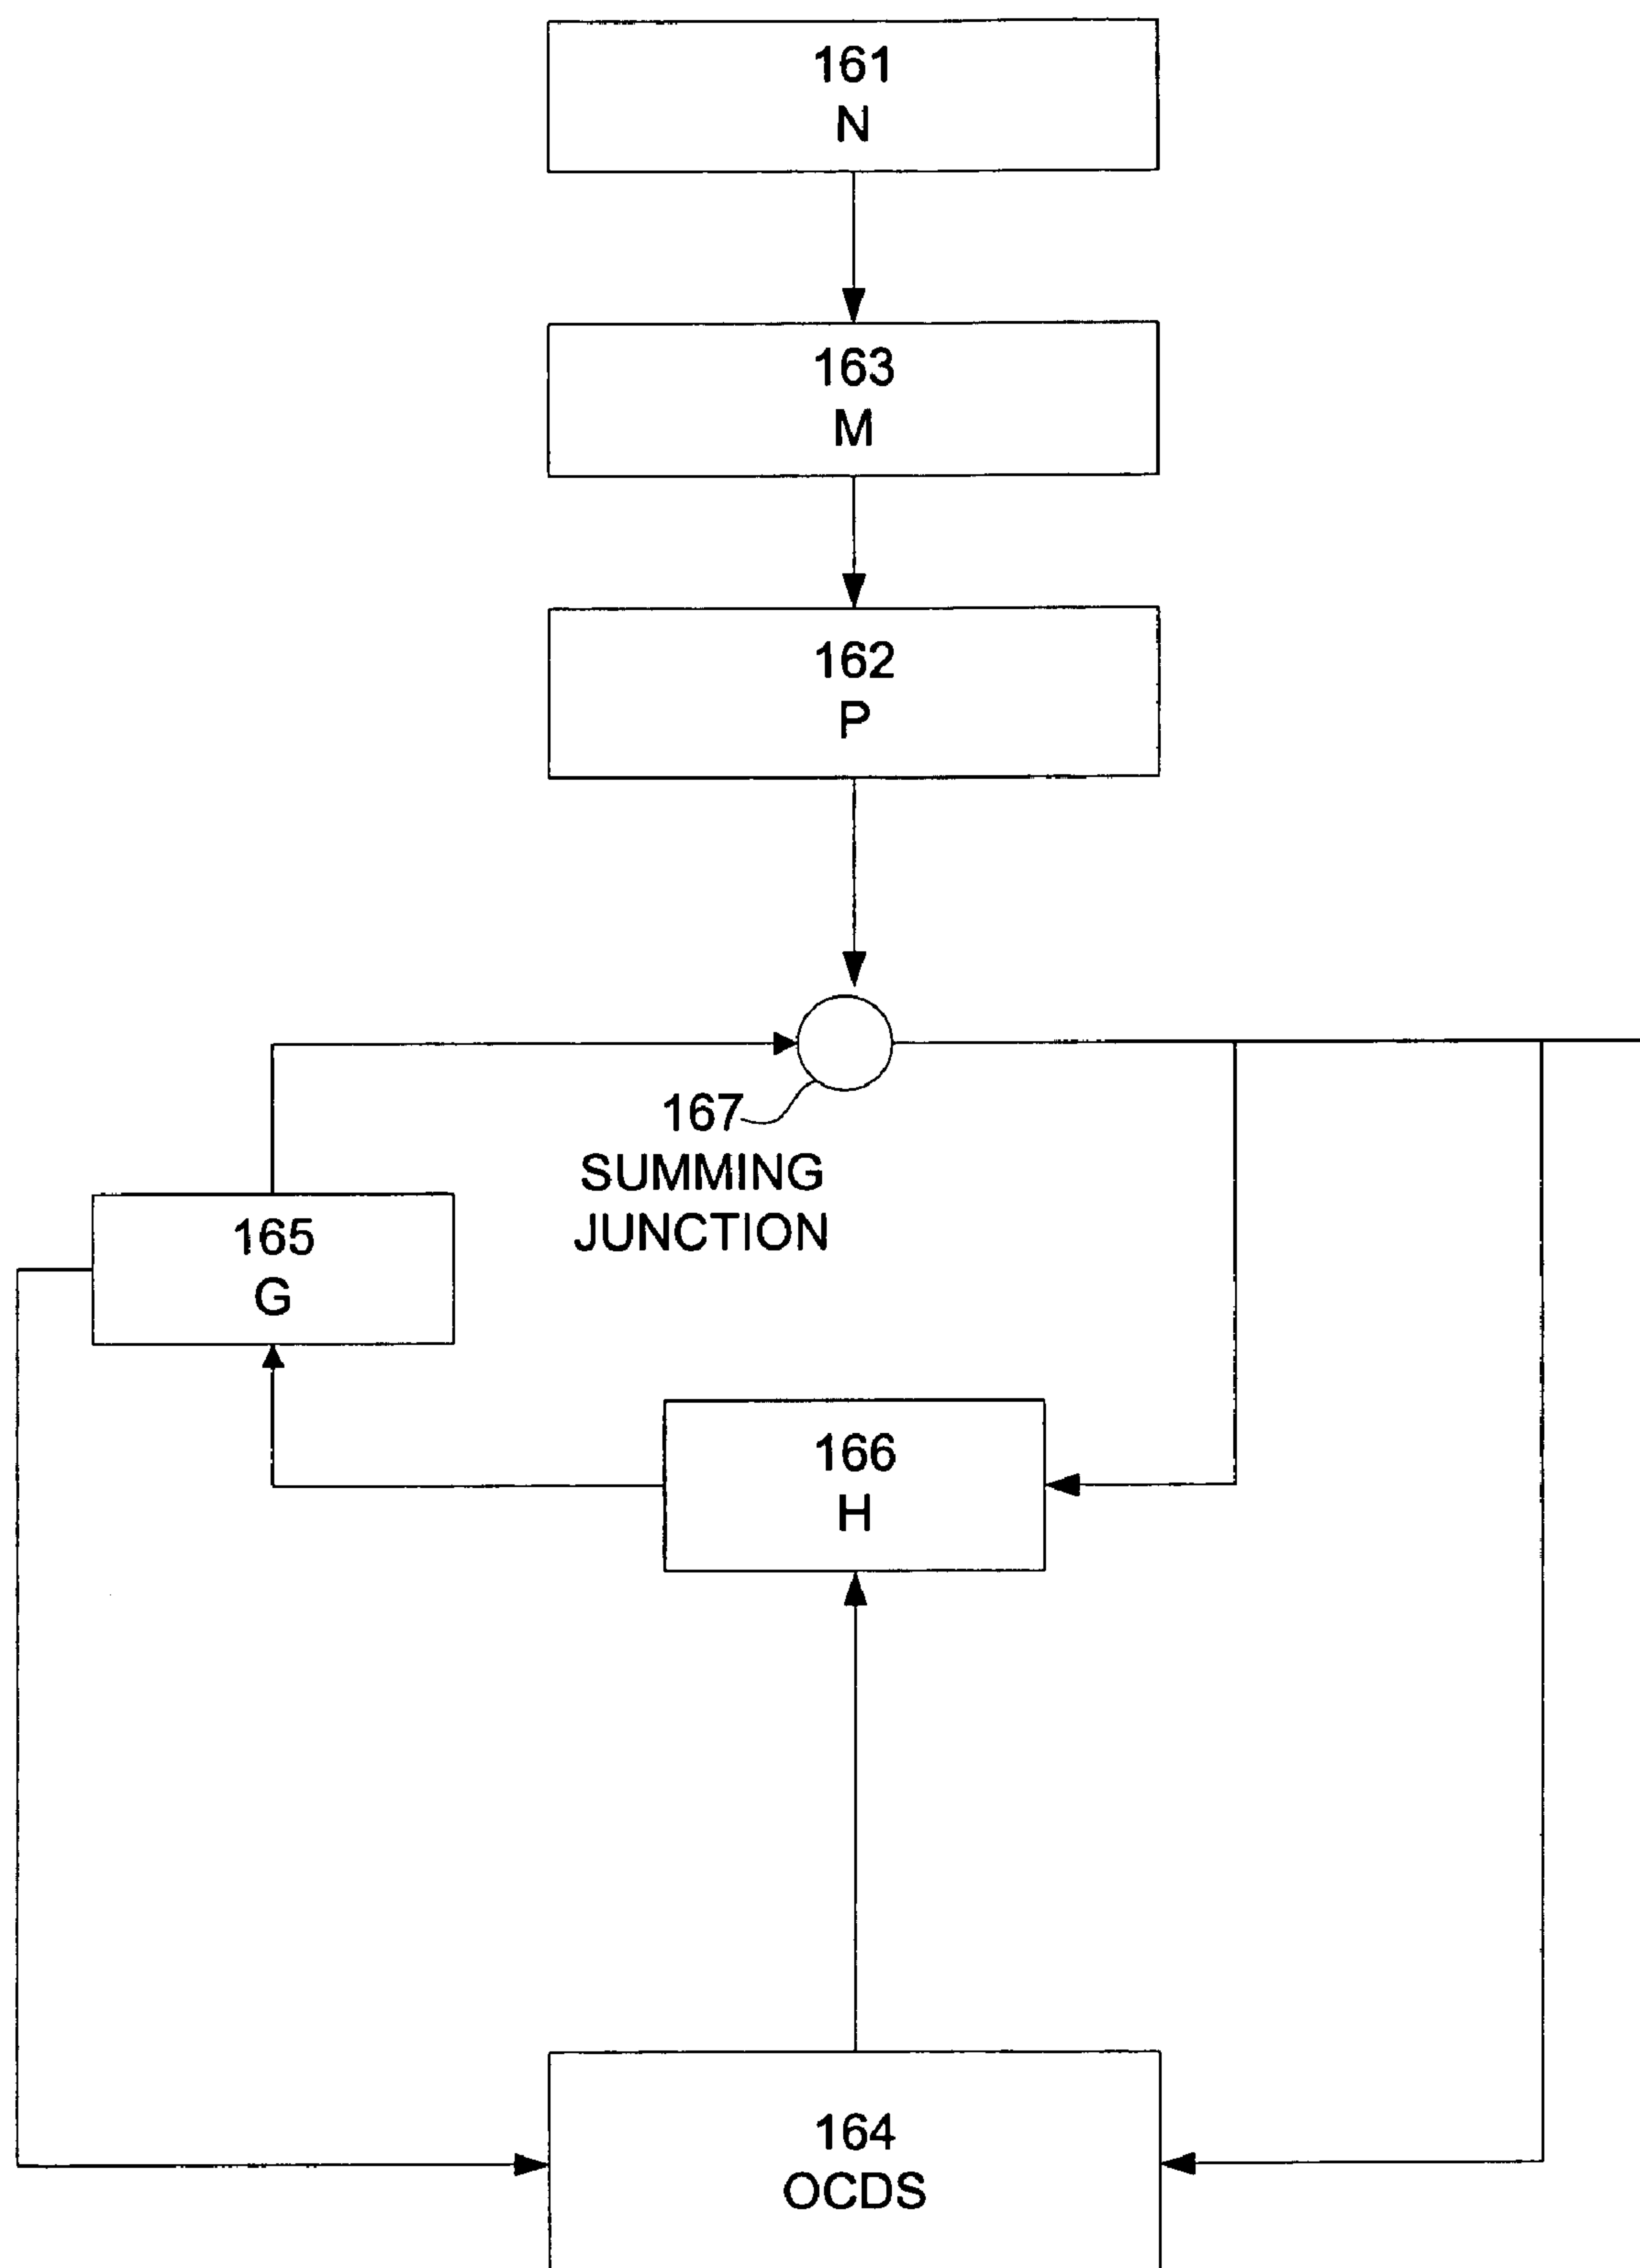 161
N
163
M
162
P
167
SUMMING
JUNCTION
165
G
166
H
164
OCDS